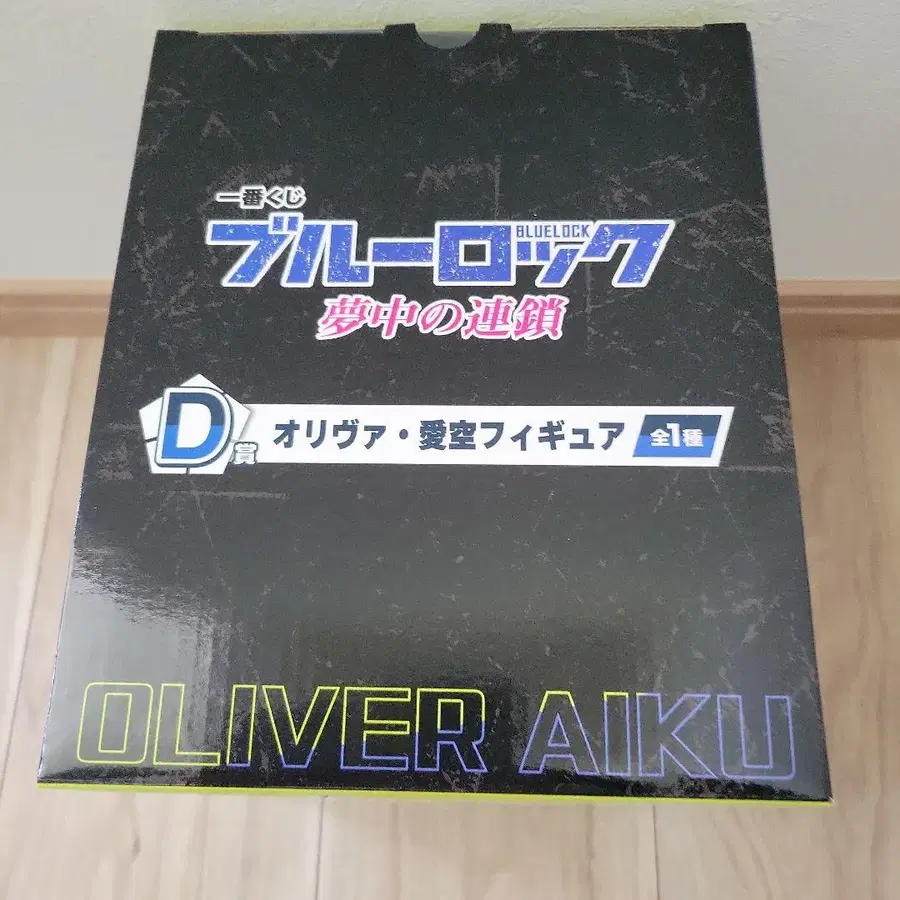 一番くじ
BLUELOCK
ブルーロック
夢中の連鎖
D賞 オリヴァ・愛空フィギュア 全1種
OLIVER AIKU